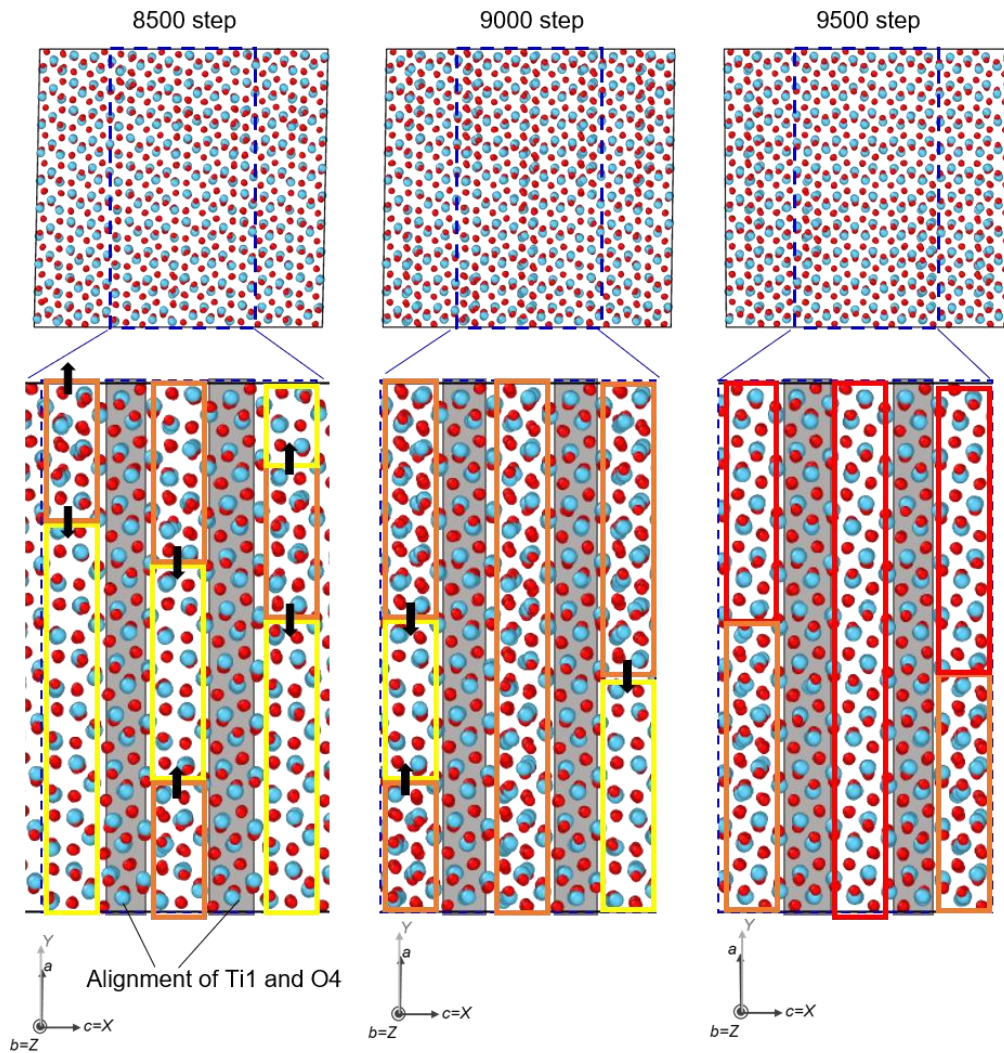 8500 step
9000 step
9500 step
Alignment of Ti1 and O4
Y
a
c=X
b=Z
Y
a
c=X
b=Z
Y
a
c=X
b=Z